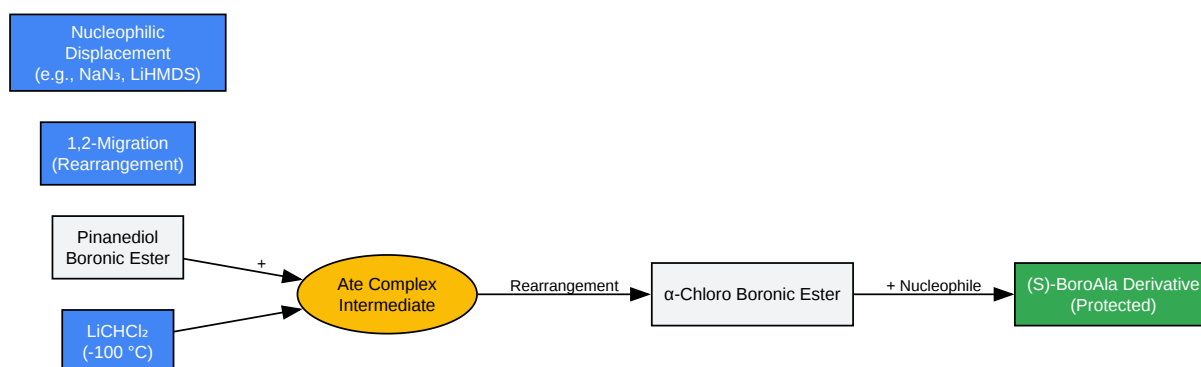 Nucleophilic
Displacement
(e.g., NaN₃, LiHMDS)
1,2-Migration
(Rearrangement)
Pinanediol
Boronic Ester
+
LiCHCl₂
(-100 °C)
Ate Complex
Intermediate
Rearrangement
α-Chloro Boronic Ester
+ Nucleophile
(S)-BoroAla Derivative
(Protected)